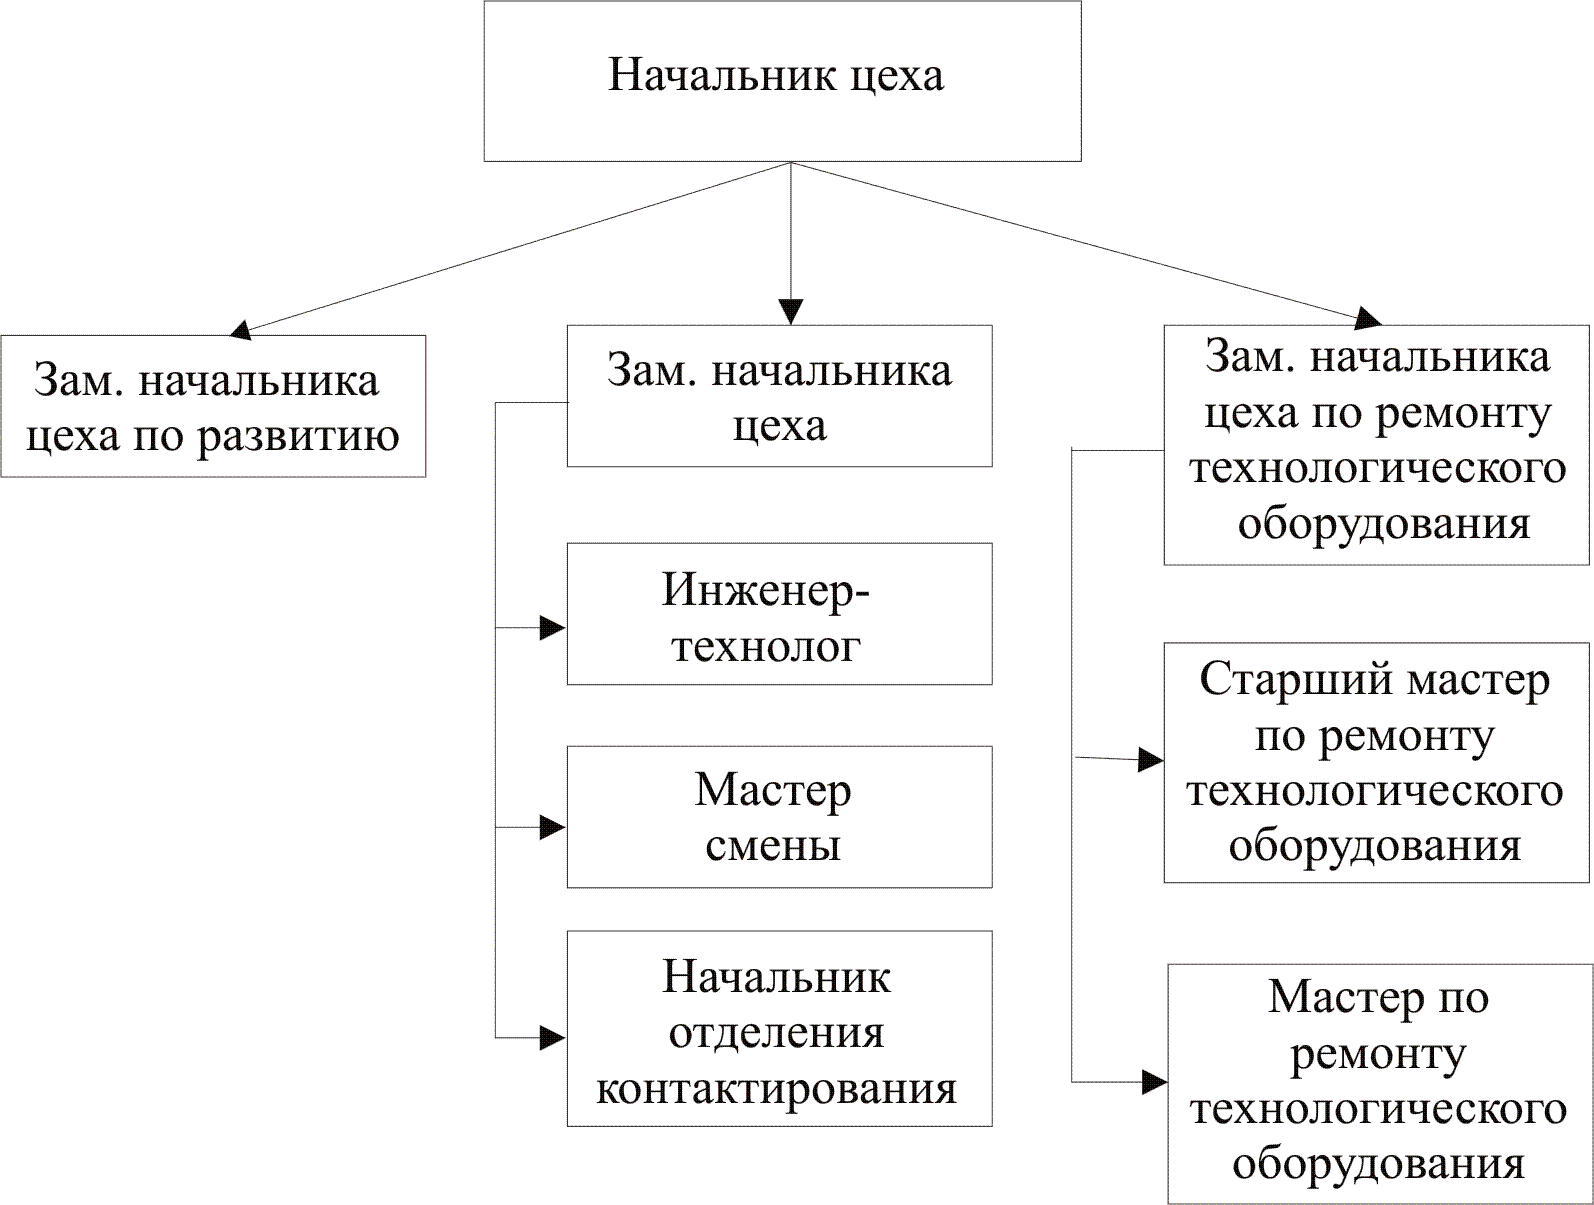 Начальник цеха
Зам. начальника
цеха по развитию
Зам. начальника
цеха
Инженер-
технолог
Мастер
смены
Начальник
отделения
контактирования
Зам. начальника
цеха по ремонту
технологического
оборудования
Старший мастер
по ремонту
технологического
оборудования
Мастер по
ремонту
технологического
оборудования